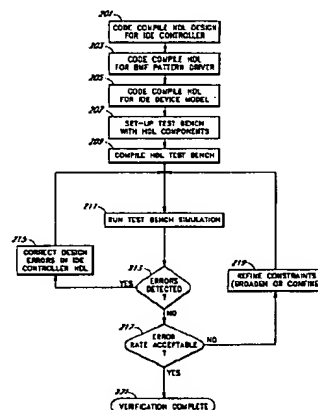 201
CODE COMPILE HDL DESIGN
FOR IDE CONTROLLER
203
CODE COMPILE HDL
FOR BMF PATTERN DRIVER
205
CODE COMPILE HDL
FOR IDE DEVICE MODEL
207
SET-UP TEST BENCH
WITH HDL COMPONENTS
209
COMPILE HDL TEST BENCH
211
RUN TEST BENCH SIMULATION
215
CORRECT DESIGN
ERRORS IN IDE
CONTROLLER HDL
213
ERRORS
DETECTED
?
YES
NO
219
REFINE CONSTRAINTS
(BROADEN OR CONFINE)
217
ERROR
RATE ACCEPTABLE
?
NO
YES
221
VERIFICATION COMPLETE